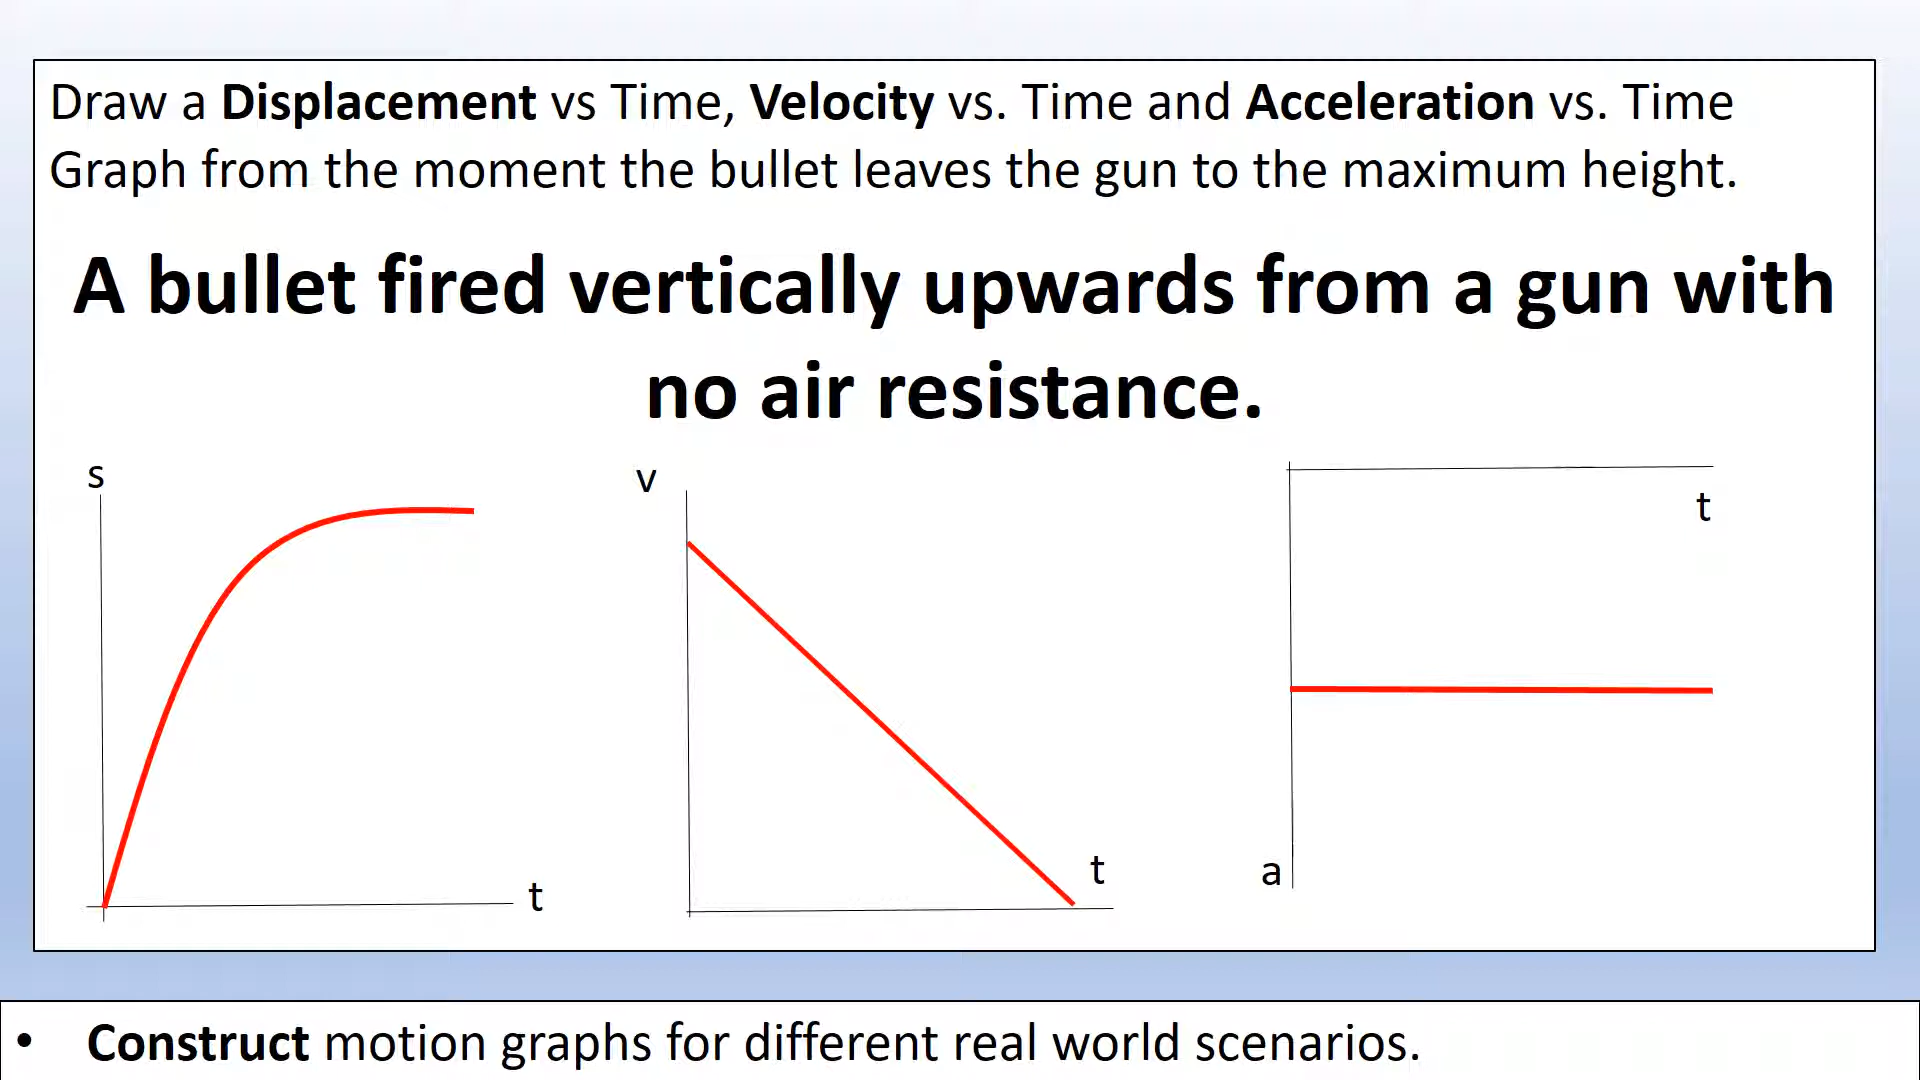 Draw a Displacement vs Time, Velocity vs. Time and Acceleration vs. Time
Graph from the moment the bullet leaves the gun to the maximum height.
A bullet fired vertically upwards from a gun with
no air resistance.
s
t
v
t
t
a
• Construct motion graphs for different real world scenarios.